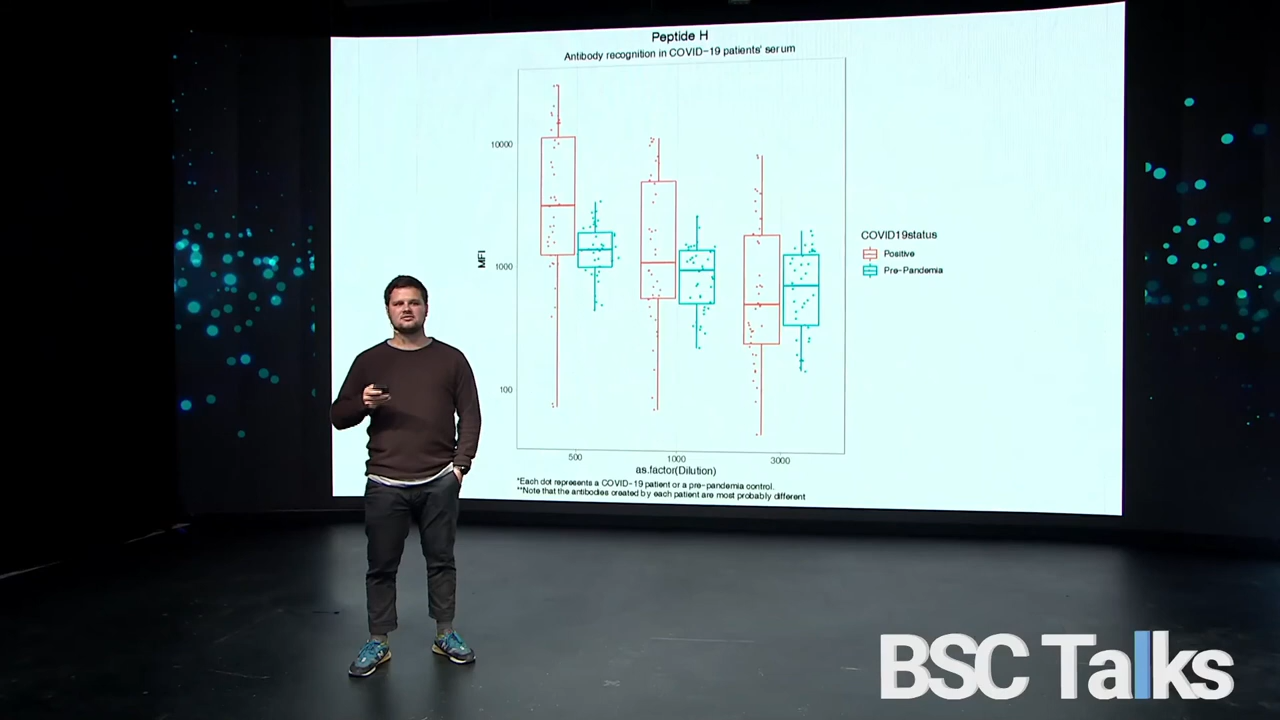 Peptide H
Antibody recognition in COVID-19 patients' serum
10000
1000
100
MFI
500
1000
3000
as.factor(Dilution)
COVID19status
Positive
Pre-Pandemia
*Each dot represents a COVID-19 patient or a pre-pandemia control.
**Note that the antibodies created by each patient are most probably different
BSC Talks